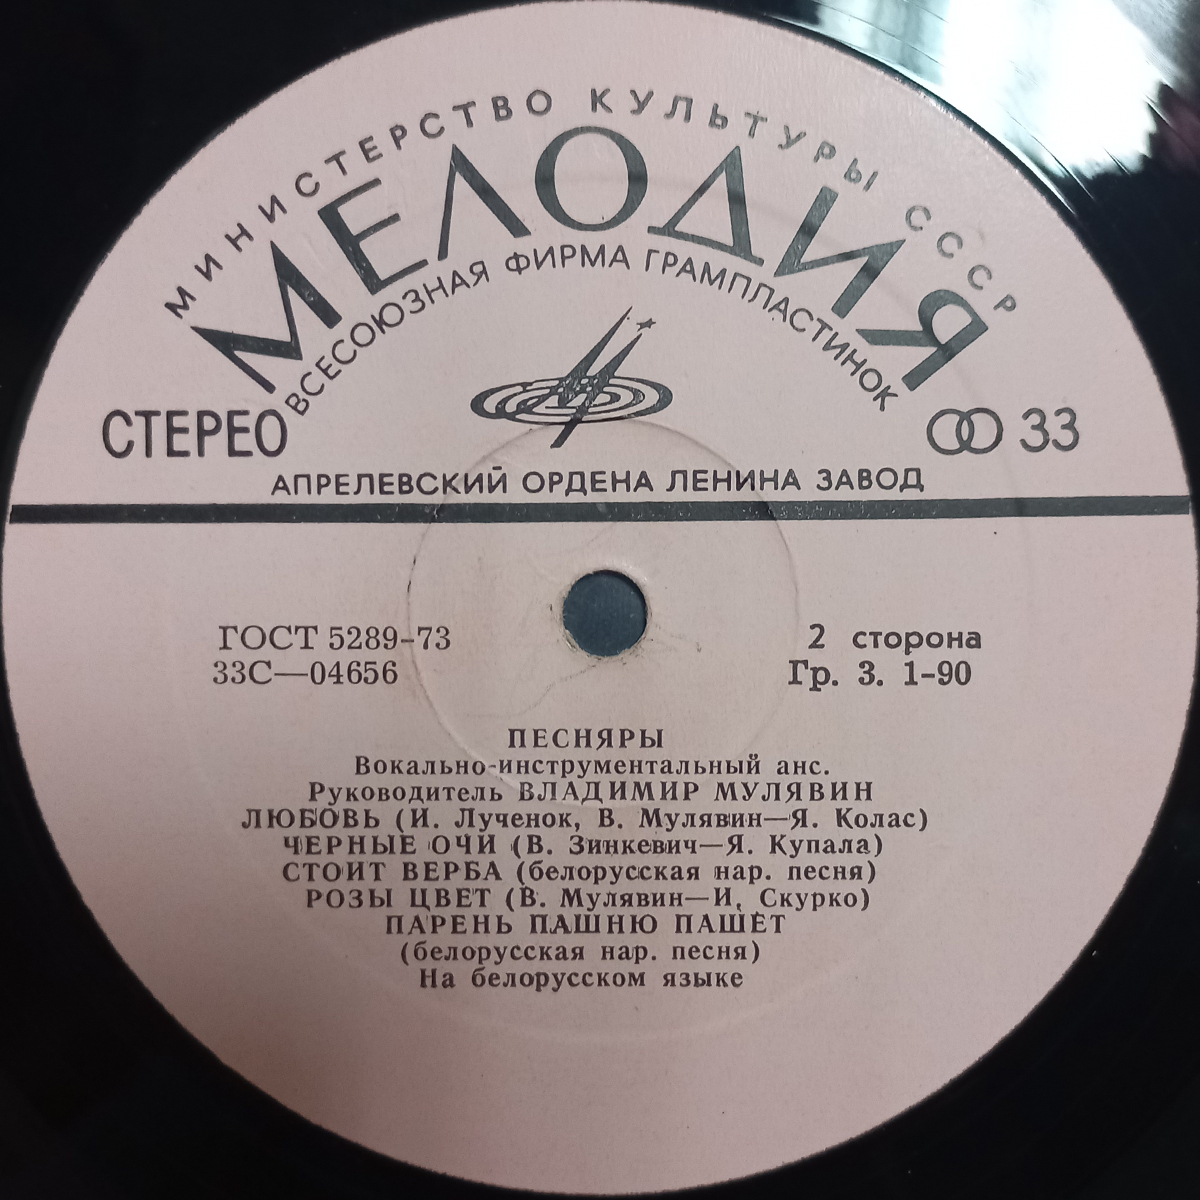 МИНИСТЕРСТВО КУЛЬТУРЫ СССР
МЕЛОДИЯ
ВСЕСОЮЗНАЯ ФИРМА ГРАМПЛАСТИНОК
СТЕРЕО
33
АПРЕЛЕВСКИЙ ОРДЕНА ЛЕНИНА ЗАВОД
ГОСТ 5289-73
33С—04656
2 сторона
Гр. 3. 1-90
ПЕСНЯРЫ
Вокально-инструментальный анс.
Руководитель ВЛАДИМИР МУЛЯВИН
ЛЮБОВЬ (И. Лученок, В. Мулявин—Я. Колас)
ЧЕРНЫЕ ОЧИ (В. Зинкевич—Я. Купала)
СТОИТ ВЕРБА (белорусская нар. песня)
РОЗЫ ЦВЕТ (В. Мулявин—И. Скурко)
ПАРЕНЬ ПАШНЮ ПАШЕТ
(белорусская нар. песня)
На белорусском языке